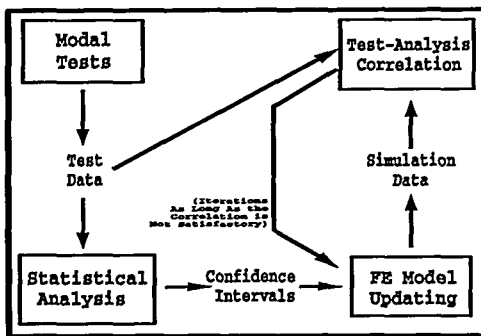 Modal
Tests
Test-Analysis
Correlation
Test
Data
Simulation
Data
(Iterations
As Long As the
Correlation is
Not Satisfactory)
Statistical
Analysis
Confidence
Intervals
FE Model
Updating